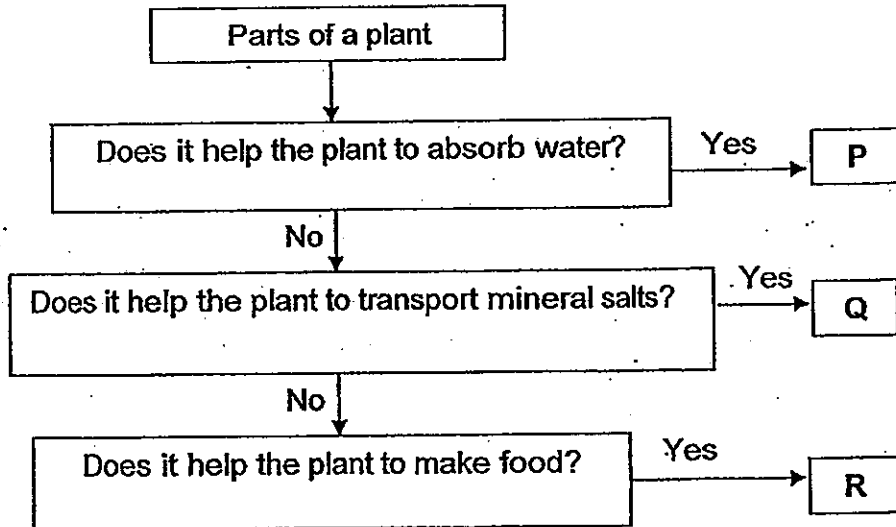 Parts of a plant
Does it help the plant to absorb water?
Yes
P
No
Does it help the plant to transport mineral salts?
Yes
Q
No
Does it help the plant to make food?
Yes
R